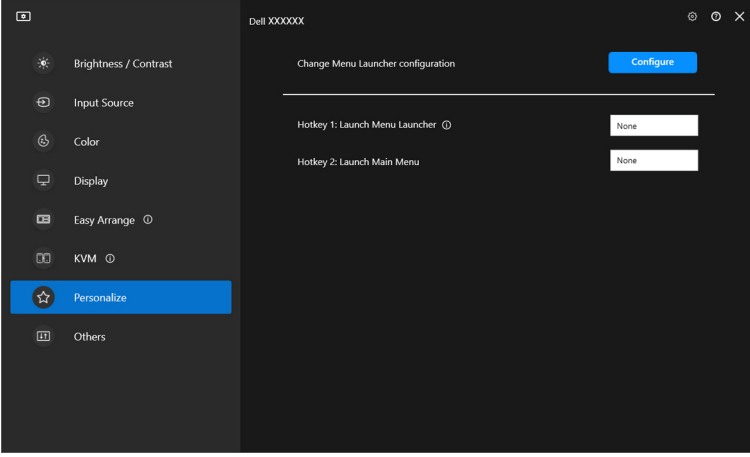 Dell XXXXXX
Brightness / Contrast
Input Source
Color
Display
Easy Arrange
KVM
Personalize
Others
Change Menu Launcher configuration
Configure
Hotkey 1: Launch Menu Launcher
None
Hotkey 2: Launch Main Menu
None